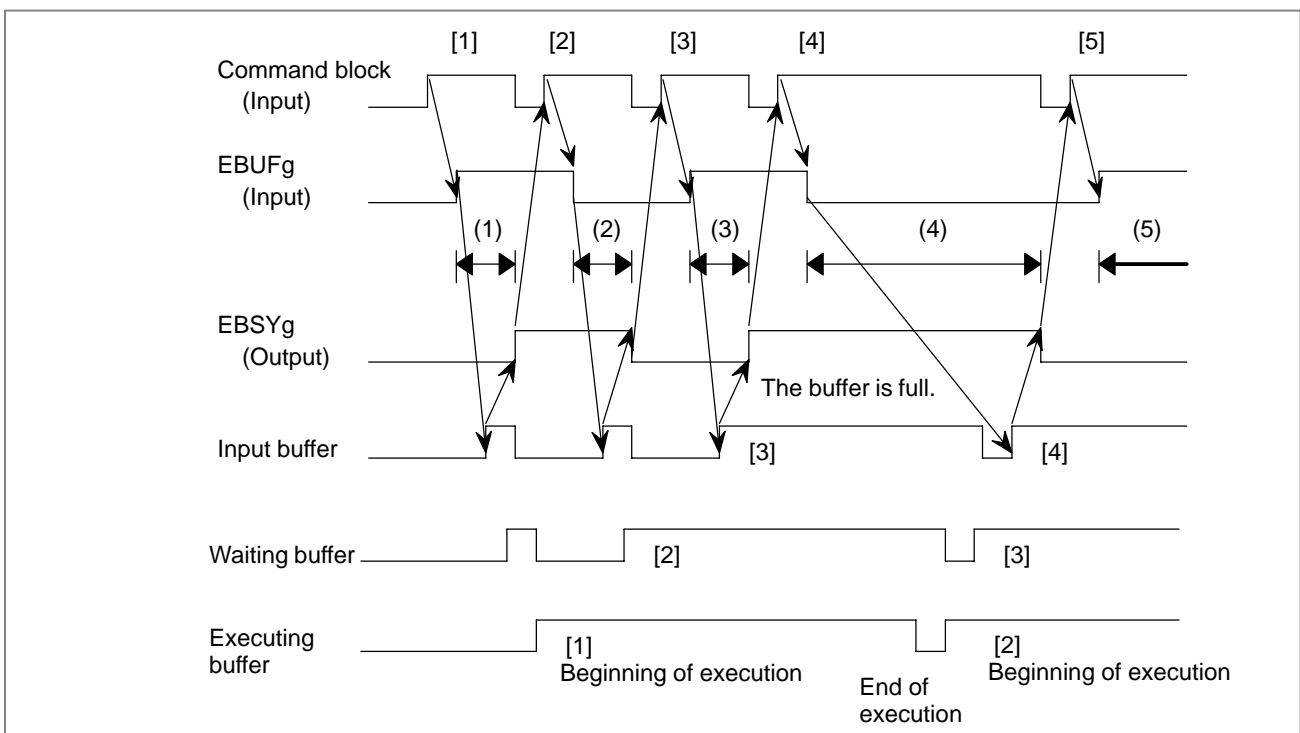 [1] [2] [3] [4] [5]
Command block
(Input)
EBUFg
(Input)
(1) (2) (3) (4) (5)
EBSYg
(Output)
The buffer is full.
Input buffer [3] [4]
Waiting buffer [2] [3]
Executing
buffer
[1] [2]
Beginning of execution Beginning of execution
End of
execution